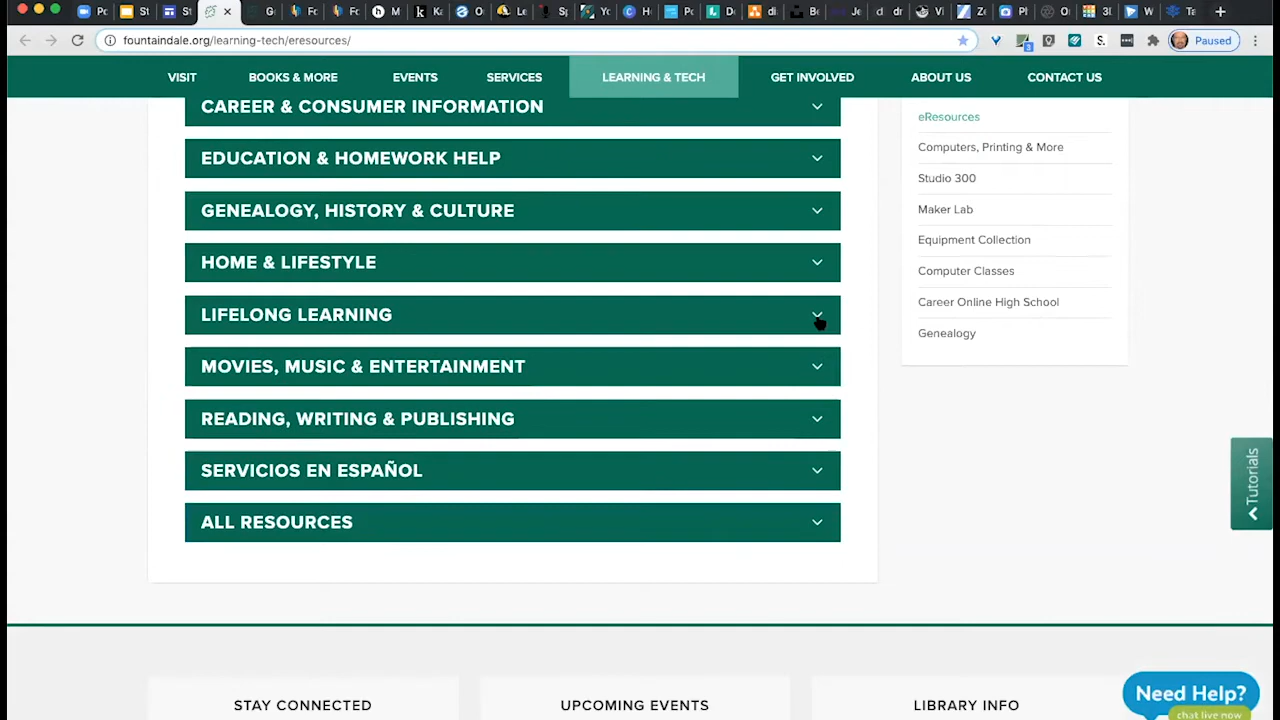 Paused
fountaindale.org/learning-tech/eresources/
VISIT
BOOKS & MORE
EVENTS
SERVICES
LEARNING & TECH
GET INVOLVED
ABOUT US
CONTACT US
CAREER & CONSUMER INFORMATION
EDUCATION & HOMEWORK HELP
GENEALOGY, HISTORY & CULTURE
HOME & LIFESTYLE
LIFELONG LEARNING
MOVIES, MUSIC & ENTERTAINMENT
READING, WRITING & PUBLISHING
SERVICIOS EN ESPAÑOL
ALL RESOURCES
eResources
Computers, Printing & More
Studio 300
Maker Lab
Equipment Collection
Computer Classes
Career Online High School
Genealogy
Tutorials
STAY CONNECTED
UPCOMING EVENTS
LIBRARY INFO
Need Help?
chat live now